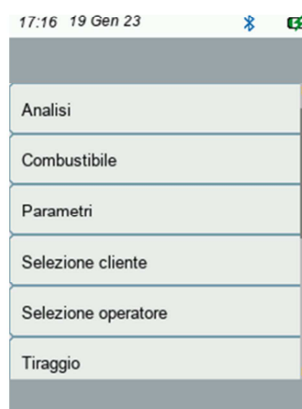 17:16 19 Gen 23
Analisi
Combustibile
Parametri
Selezione cliente
Selezione operatore
Tiraggio